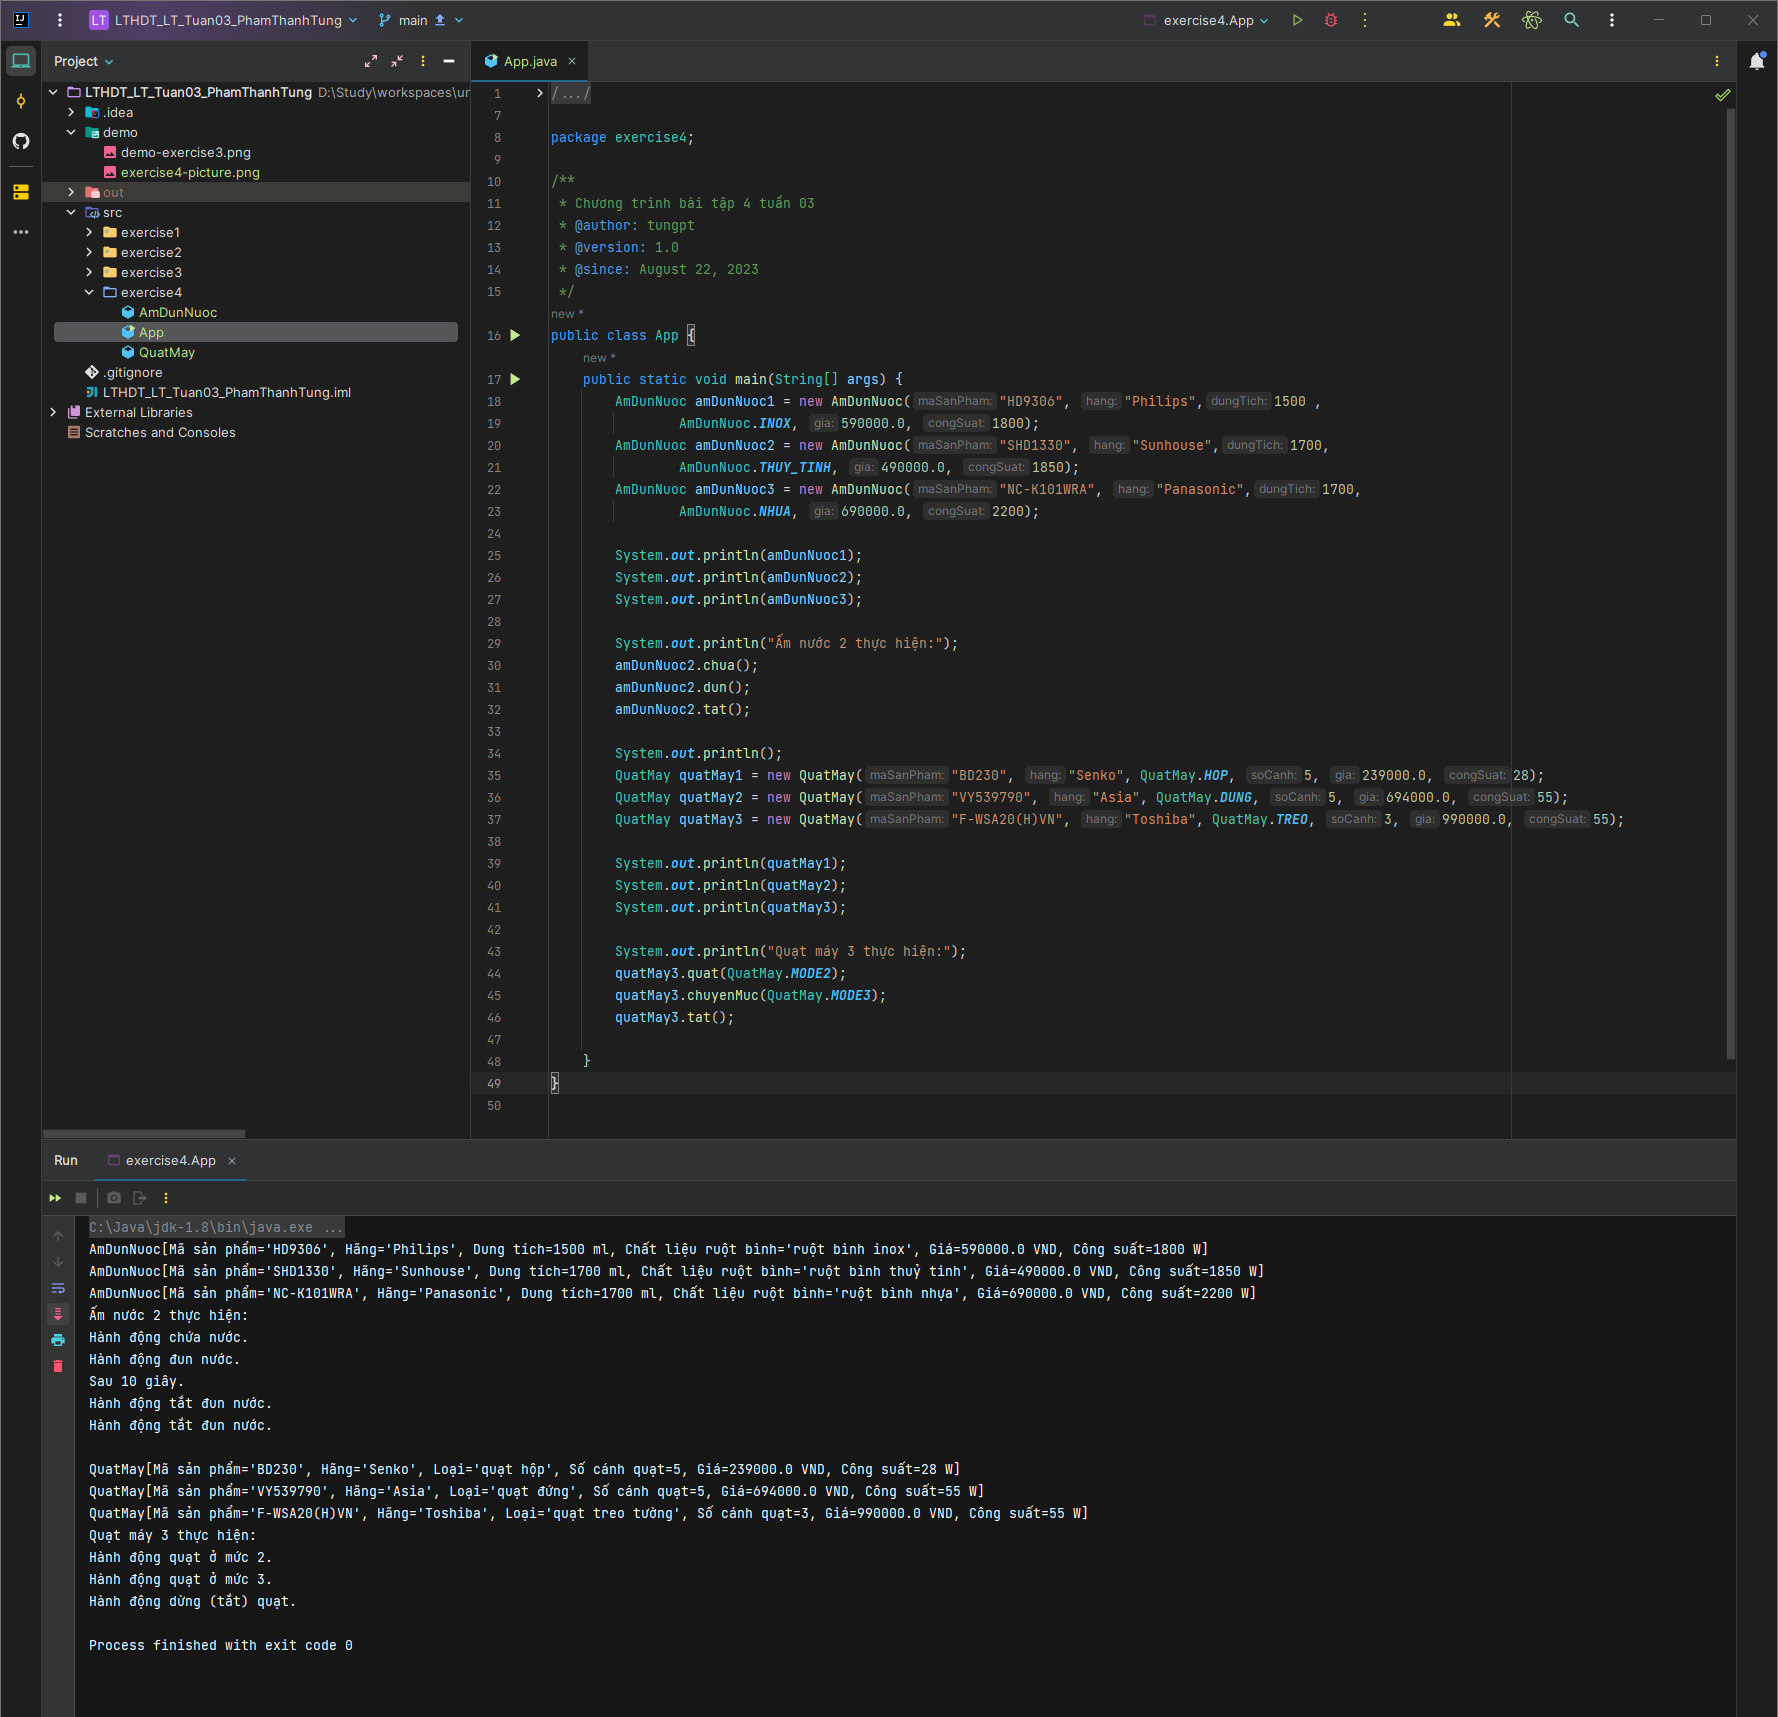 LT LTHDT_LT_Tuan03_PhamThanhTung main exercise4.App
Project
LTHDT_LT_Tuan03_PhamThanhTung D:\Study\workspaces\ur
.idea
demo
demo-exercise3.png
exercise4-picture.png
out
src
exercise1
exercise2
exercise3
exercise4
AmDunNuoc
App
QuatMay
.gitignore
LTHDT_LT_Tuan03_PhamThanhTung.iml
External Libraries
Scratches and Consoles
App.java
1 /.../
7
8 package exercise4;
9
10 /**
11 * Chương trình bài tập 4 tuần 03
12 * @author: tungpt
13 * @version: 1.0
14 * @since: August 22, 2023
15 */
new *
16 public class App {
new *
17 public static void main(String[] args) {
18 AmDunNuoc amDunNuoc1 = new AmDunNuoc( maSanPham: "HD9306", hang: "Philips", dungTich: 1500 ,
19 AmDunNuoc.INOX, gia: 590000.0, congSuat: 1800);
20 AmDunNuoc amDunNuoc2 = new AmDunNuoc( maSanPham: "SHD1330", hang: "Sunhouse", dungTich: 1700,
21 AmDunNuoc.THUY_TINH, gia: 490000.0, congSuat: 1850);
22 AmDunNuoc amDunNuoc3 = new AmDunNuoc( maSanPham: "NC-K101WRA", hang: "Panasonic", dungTich: 1700,
23 AmDunNuoc.NHUA, gia: 690000.0, congSuat: 2200);
24
25 System.out.println(amDunNuoc1);
26 System.out.println(amDunNuoc2);
27 System.out.println(amDunNuoc3);
28
29 System.out.println("Ấm nước 2 thực hiện:");
30 amDunNuoc2.chua();
31 amDunNuoc2.dun();
32 amDunNuoc2.tat();
33
34 System.out.println();
35 QuatMay quatMay1 = new QuatMay( maSanPham: "BD230", hang: "Senko", QuatMay.HOP, soCanh: 5, gia: 239000.0, congSuat: 28);
36 QuatMay quatMay2 = new QuatMay( maSanPham: "VY539790", hang: "Asia", QuatMay.DUNG, soCanh: 5, gia: 694000.0, congSuat: 55);
37 QuatMay quatMay3 = new QuatMay( maSanPham: "F-WSA20(H)VN", hang: "Toshiba", QuatMay.TREO, soCanh: 3, gia: 990000.0, congSuat: 55);
38
39 System.out.println(quatMay1);
40 System.out.println(quatMay2);
41 System.out.println(quatMay3);
42
43 System.out.println("Quạt máy 3 thực hiện:");
44 quatMay3.quat(QuatMay.MODE2);
45 quatMay3.chuyenMuc(QuatMay.MODE3);
46 quatMay3.tat();
47
48 }
49 }
50
Run exercise4.App
C:\Java\jdk-1.8\bin\java.exe ...
AmDunNuoc[Mã sản phẩm='HD9306', Hãng='Philips', Dung tích=1500 ml, Chất liệu ruột bình='ruột bình inox', Giá=590000.0 VND, Công suất=1800 W]
AmDunNuoc[Mã sản phẩm='SHD1330', Hãng='Sunhouse', Dung tích=1700 ml, Chất liệu ruột bình='ruột bình thuỷ tinh', Giá=490000.0 VND, Công suất=1850 W]
AmDunNuoc[Mã sản phẩm='NC-K101WRA', Hãng='Panasonic', Dung tích=1700 ml, Chất liệu ruột bình='ruột bình nhựa', Giá=690000.0 VND, Công suất=2200 W]
Ấm nước 2 thực hiện:
Hành động chứa nước.
Hành động đun nước.
Sau 10 giây.
Hành động tắt đun nước.
Hành động tắt đun nước.
QuatMay[Mã sản phẩm='BD230', Hãng='Senko', Loại='quạt hộp', Số cánh quạt=5, Giá=239000.0 VND, Công suất=28 W]
QuatMay[Mã sản phẩm='VY539790', Hãng='Asia', Loại='quạt đứng', Số cánh quạt=5, Giá=694000.0 VND, Công suất=55 W]
QuatMay[Mã sản phẩm='F-WSA20(H)VN', Hãng='Toshiba', Loại='quạt treo tường', Số cánh quạt=3, Giá=990000.0 VND, Công suất=55 W]
Quạt máy 3 thực hiện:
Hành động quạt ở mức 2.
Hành động quạt ở mức 3.
Hành động dừng (tắt) quạt.
Process finished with exit code 0